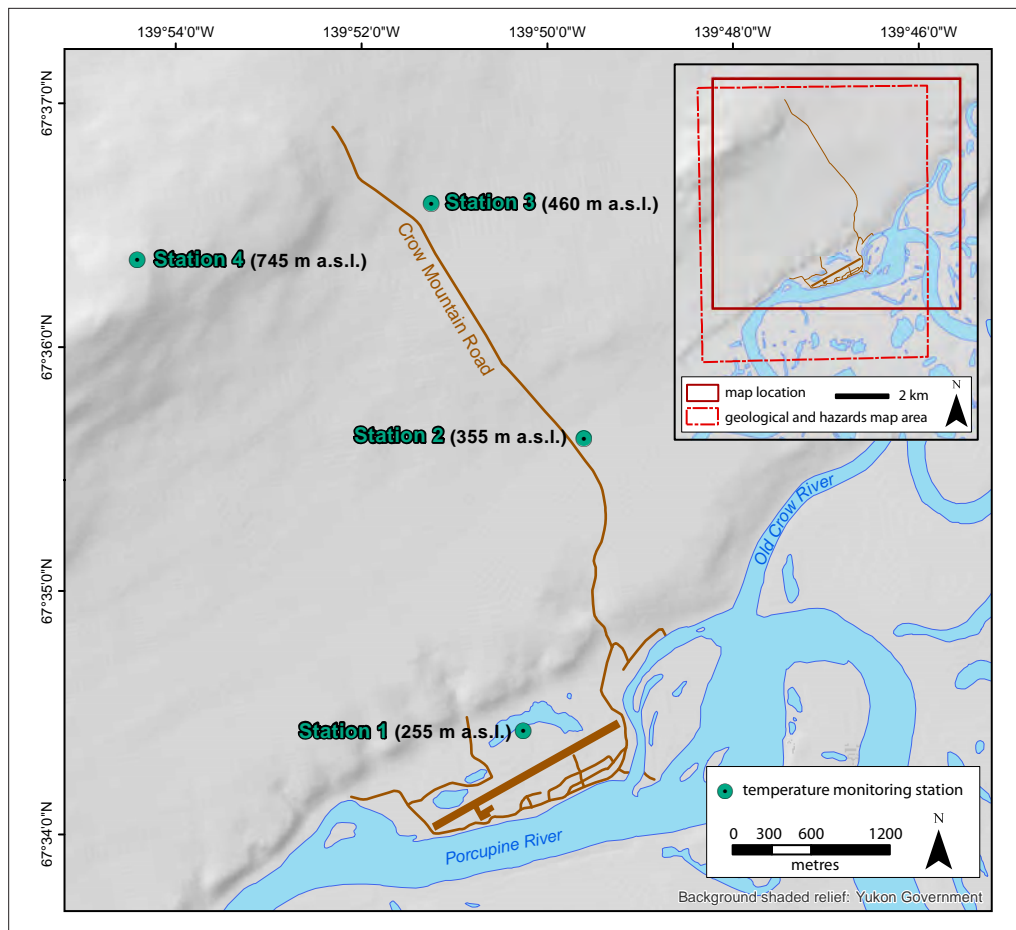 139°54'0"W
139°52'0"W
139°50'0"W
139°48'0"W
139°46'0"W
67°37'0"N
67°36'0"N
67°35'0"N
67°34'0"N
Station 3 (460 m a.s.l.)
Station 4 (745 m a.s.l.)
Crow Mountain Road
Station 2 (355 m a.s.l.)
Station 1 (255 m a.s.l.)
Old Crow River
Porcupine River
map location
2 km
N
geological and hazards map area
temperature monitoring station
0 300 600 1200
metres
N
Background shaded relief: Yukon Government